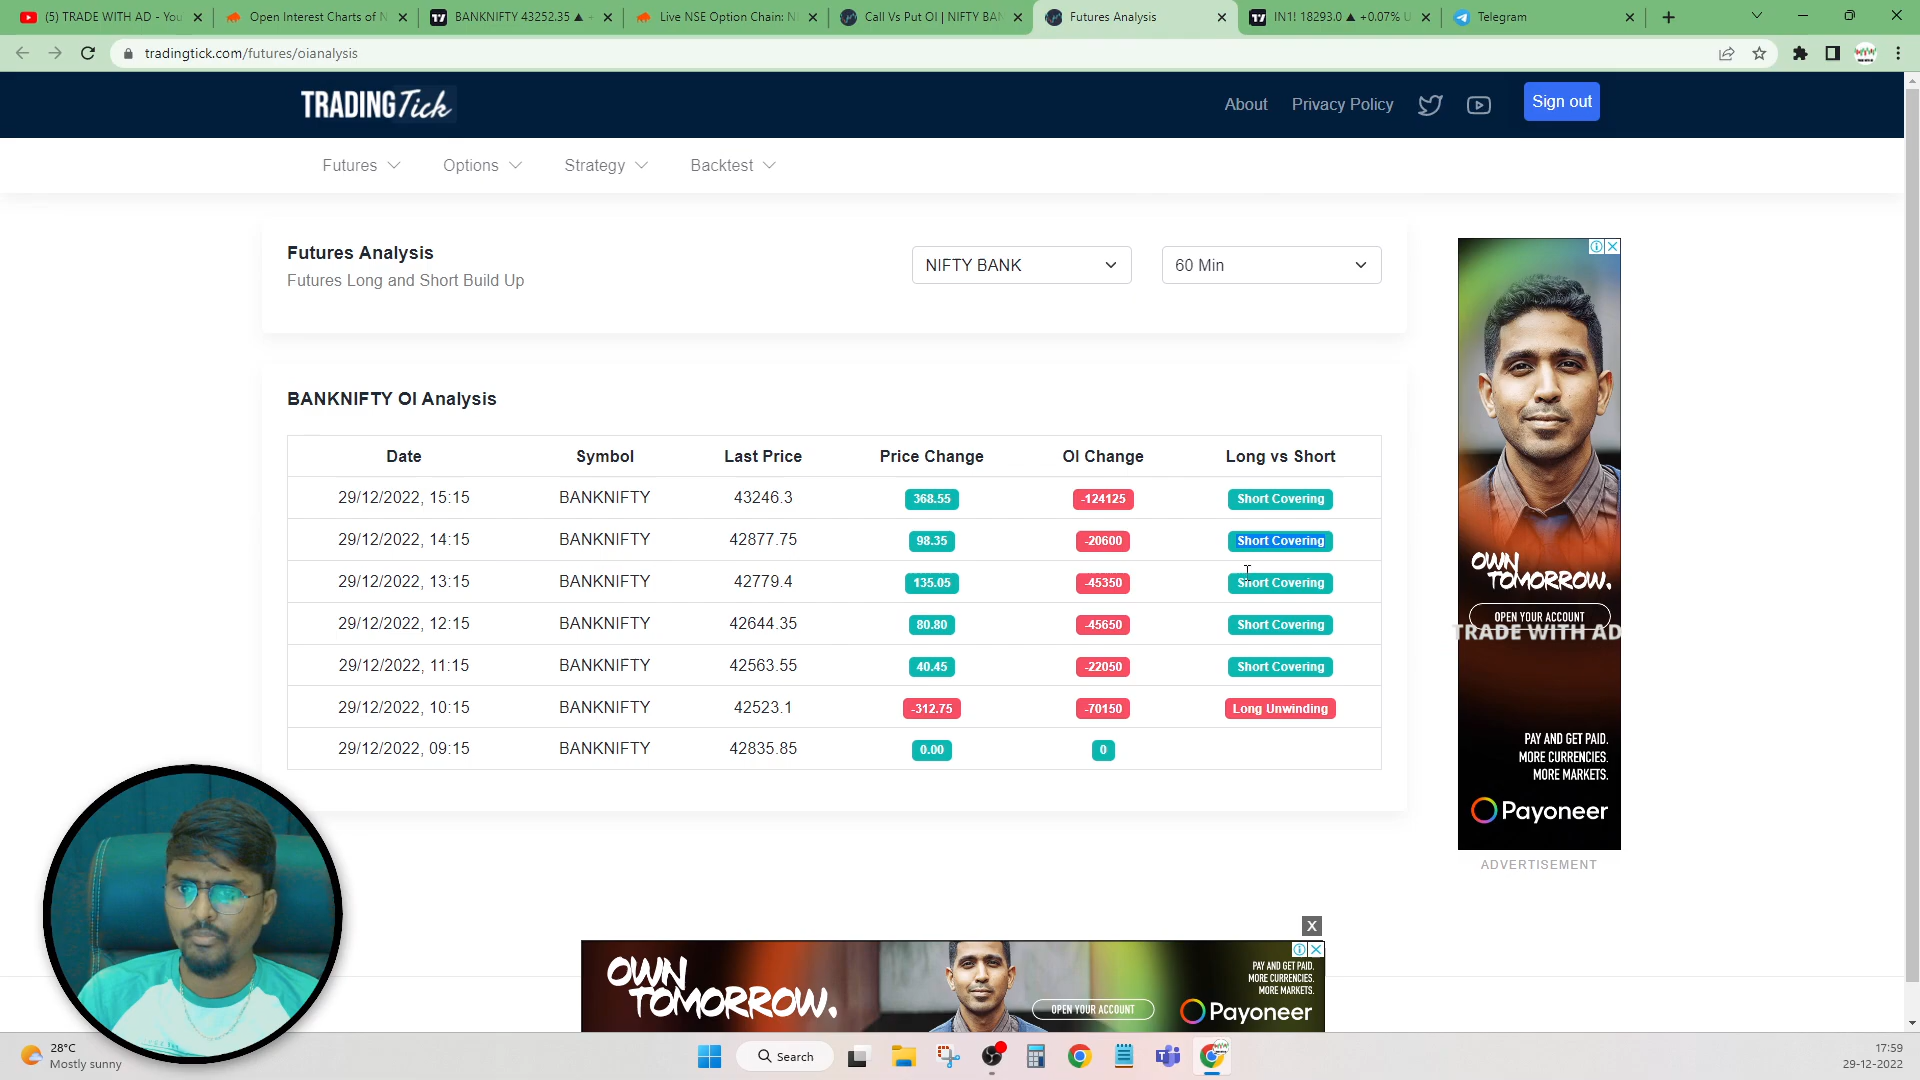 (5) TRADE WITH AD - You
Open Interest Charts of N
BANKNIFTY 43252.35 ▲ +
Live NSE Option Chain: N
Call Vs Put OI | NIFTY BAN
Futures Analysis
IN1! 18293.0 ▲ +0.07% U
Telegram
tradingtick.com/futures/oianalysis
TRADING Tick
About Privacy Policy Sign out
Futures Options Strategy Backtest
Futures Analysis
Futures Long and Short Build Up
NIFTY BANK 60 Min
BANKNIFTY OI Analysis
Date Symbol Last Price Price Change OI Change Long vs Short
29/12/2022, 15:15 BANKNIFTY 43246.3 368.55 -124125 Short Covering
29/12/2022, 14:15 BANKNIFTY 42877.75 98.35 -20600 Short Covering
29/12/2022, 13:15 BANKNIFTY 42779.4 135.05 -45350 Short Covering
29/12/2022, 12:15 BANKNIFTY 42644.35 80.80 -45650 Short Covering
29/12/2022, 11:15 BANKNIFTY 42563.55 40.45 -22050 Short Covering
29/12/2022, 10:15 BANKNIFTY 42523.1 -312.75 -70150 Long Unwinding
29/12/2022, 09:15 BANKNIFTY 42835.85 0.00 0
OWN
TOMORROW.
OPEN YOUR ACCOUNT
TRADE WITH AD
PAY AND GET PAID.
MORE CURRENCIES.
MORE MARKETS.
Payoneer
ADVERTISEMENT
X
OWN
TOMORROW.
OPEN YOUR ACCOUNT
PAY AND GET PAID.
MORE CURRENCIES.
MORE MARKETS.
Payoneer
28°C
Mostly sunny
Search
17:59
29-12-2022